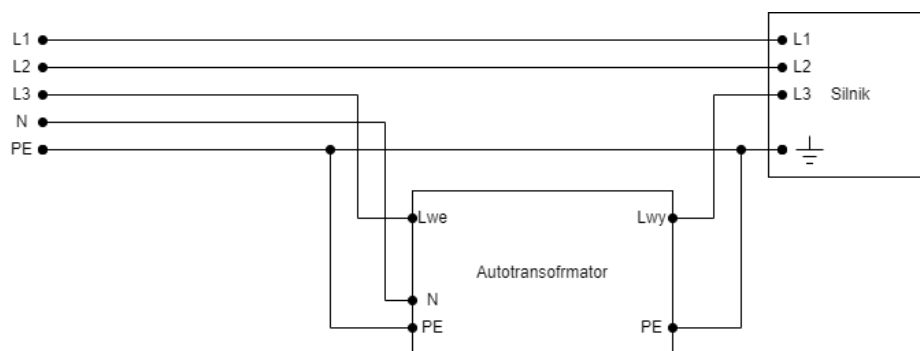 L1
L2
L3
N
PE
L1
L2
L3 Silnik
Lwe Lwy
Autotransofrmator
N
PE PE